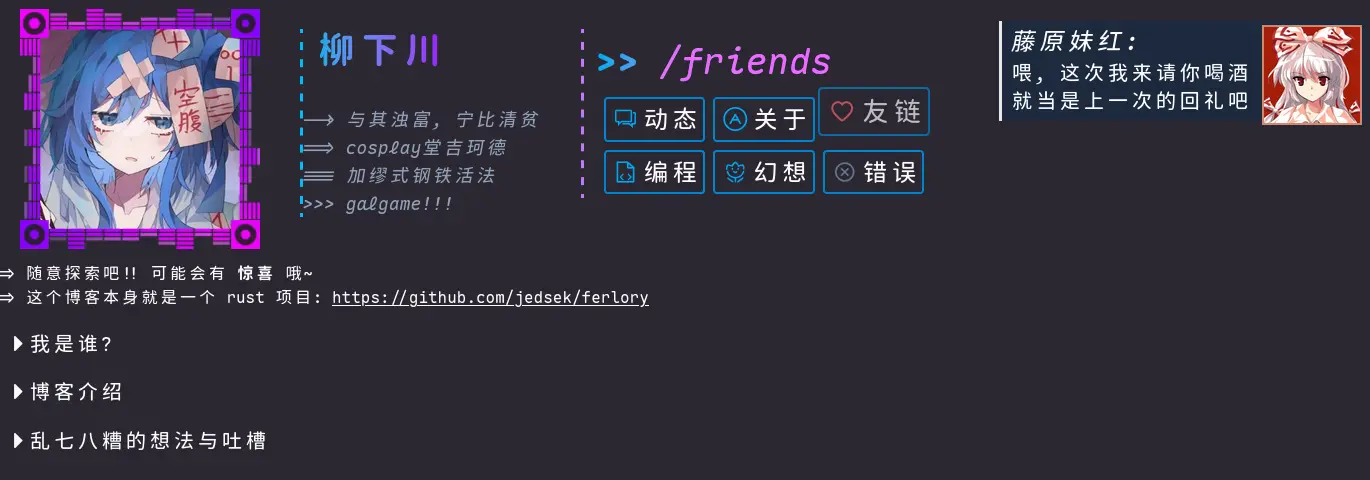 柳下川
⟶ 与其浊富, 宁比清贫
⟹ cosplay堂吉珂德
≡≡ 加缪式钢铁活法
>>> galgame!!!
空腹
>> /friends
动态
关于
友链
编程
幻想
错误
藤原妹红:
喂, 这次我来请你喝酒
就当是上一次的回礼吧
⇒ 随意探索吧!! 可能会有 惊喜 哦~
⇒ 这个博客本身就是一个 rust 项目: https://github.com/jedsek/ferlory
我是谁?
博客介绍
乱七八糟的想法与吐槽